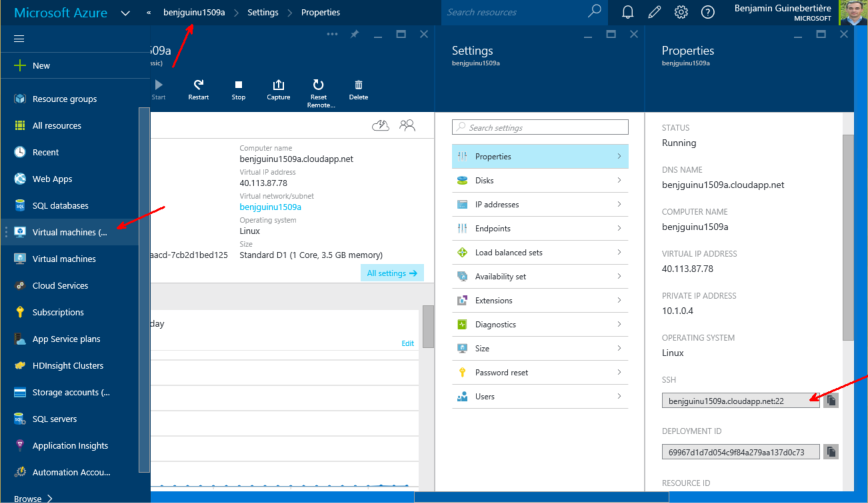 Microsoft Azure
« benjguinu1509a > Settings > Properties
Search resources
Benjamin Guinebertière
MICROSOFT
New
Resource groups
All resources
Recent
Web Apps
SQL databases
Virtual machines (...
Virtual machines
Cloud Services
Subscriptions
App Service plans
HDInsight Clusters
Storage accounts (...
SQL servers
Application Insights
Automation Accou...
Browse >
09a
sic)
Start
Restart
Stop
Capture
Reset
Remote...
Delete
Computer name
benjguinu1509a.cloudapp.net
Virtual IP address
40.113.87.78
Virtual network/subnet
benjguinu1509a
Operating system
Linux
Size
aacd-7cb2d1bed125 Standard D1 (1 Core, 3.5 GB memory)
All settings →
day
Edit
Settings
benjguinu1509a
Search settings
Properties
Disks
IP addresses
Endpoints
Load balanced sets
Availability set
Extensions
Diagnostics
Size
Password reset
Users
Properties
benjguinu1509a
STATUS
Running
DNS NAME
benjguinu1509a.cloudapp.net
COMPUTER NAME
benjguinu1509a
VIRTUAL IP ADDRESS
40.113.87.78
PRIVATE IP ADDRESS
10.1.0.4
OPERATING SYSTEM
Linux
SSH
benjguinu1509a.cloudapp.net:22
DEPLOYMENT ID
69967d1d7d054c9f84a279aa137d0c73
RESOURCE ID